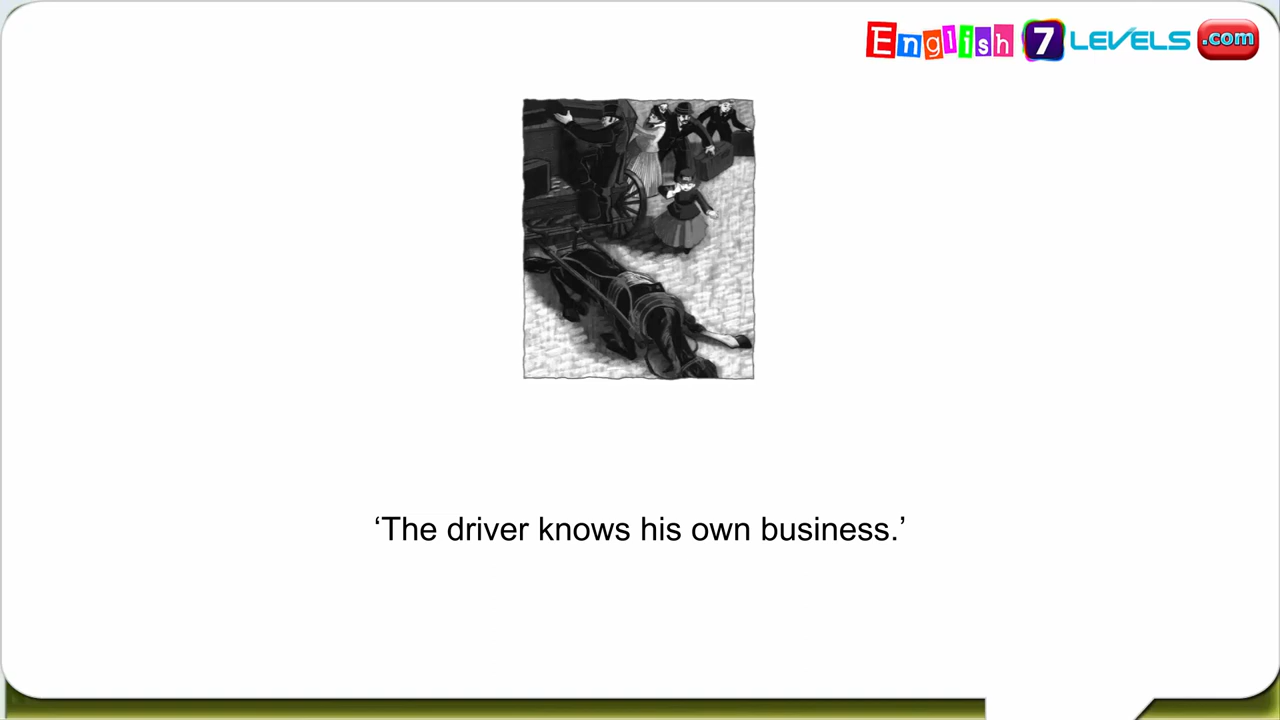 English 7 LEVELS .com
‘The driver knows his own business.’